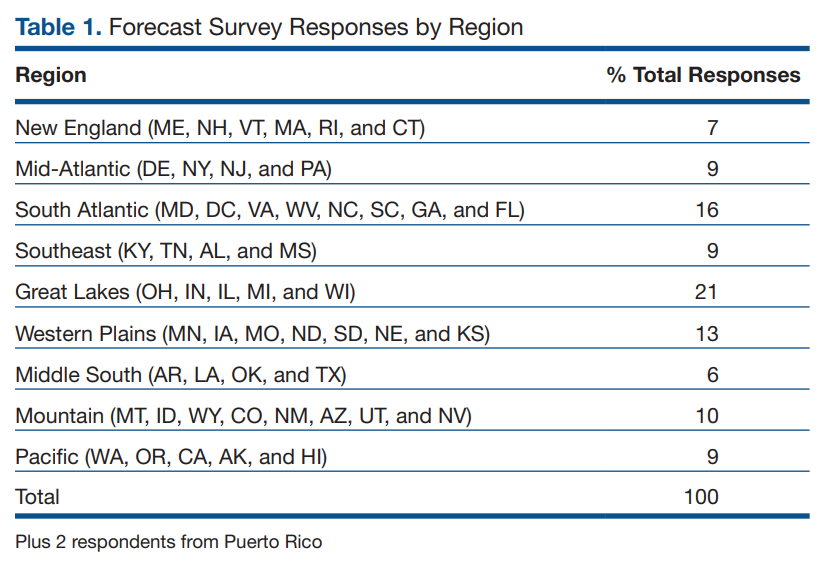 Table 1. Forecast Survey Responses by Region
Region % Total Responses
New England (ME, NH, VT, MA, RI, and CT) 7
Mid-Atlantic (DE, NY, NJ, and PA) 9
South Atlantic (MD, DC, VA, WV, NC, SC, GA, and FL) 16
Southeast (KY, TN, AL, and MS) 9
Great Lakes (OH, IN, IL, MI, and WI) 21
Western Plains (MN, IA, MO, ND, SD, NE, and KS) 13
Middle South (AR, LA, OK, and TX) 6
Mountain (MT, ID, WY, CO, NM, AZ, UT, and NV) 10
Pacific (WA, OR, CA, AK, and HI) 9
Total 100
Plus 2 respondents from Puerto Rico